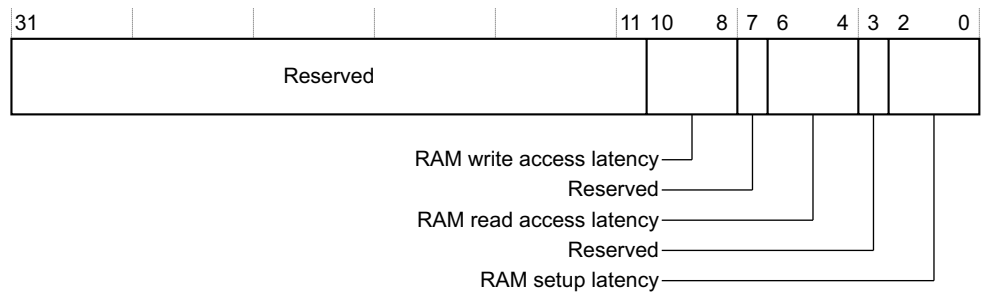 31 11 10 8 7 6 4 3 2 0
Reserved
RAM write access latency
Reserved
RAM read access latency
Reserved
RAM setup latency